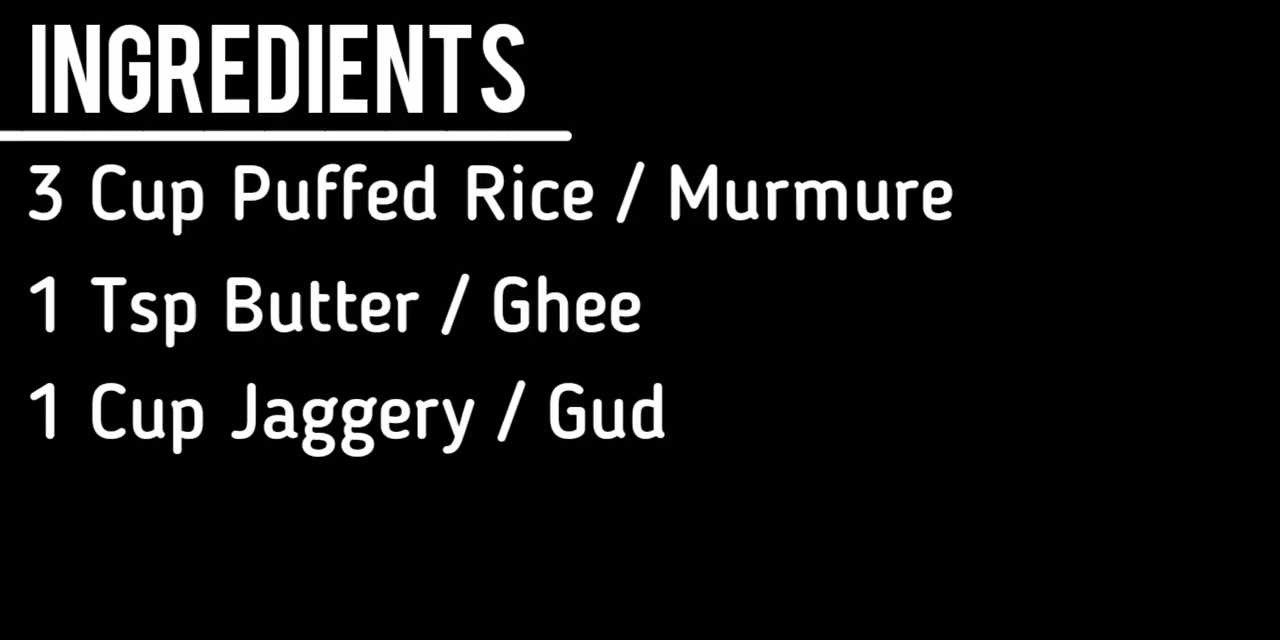 INGREDIENTS
3 Cup Puffed Rice / Murmure
1 Tsp Butter / Ghee
1 Cup Jaggery / Gud